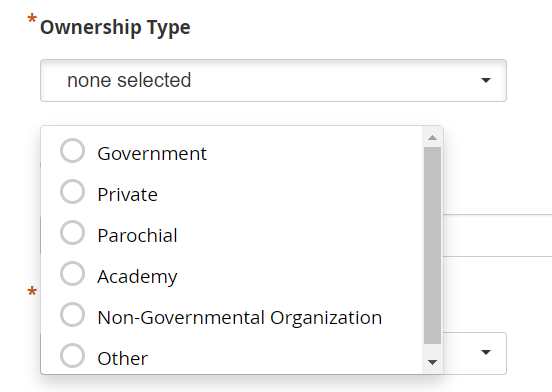 * Ownership Type
none selected
Government
Private
Parochial
Academy
Non-Governmental Organization
Other
*